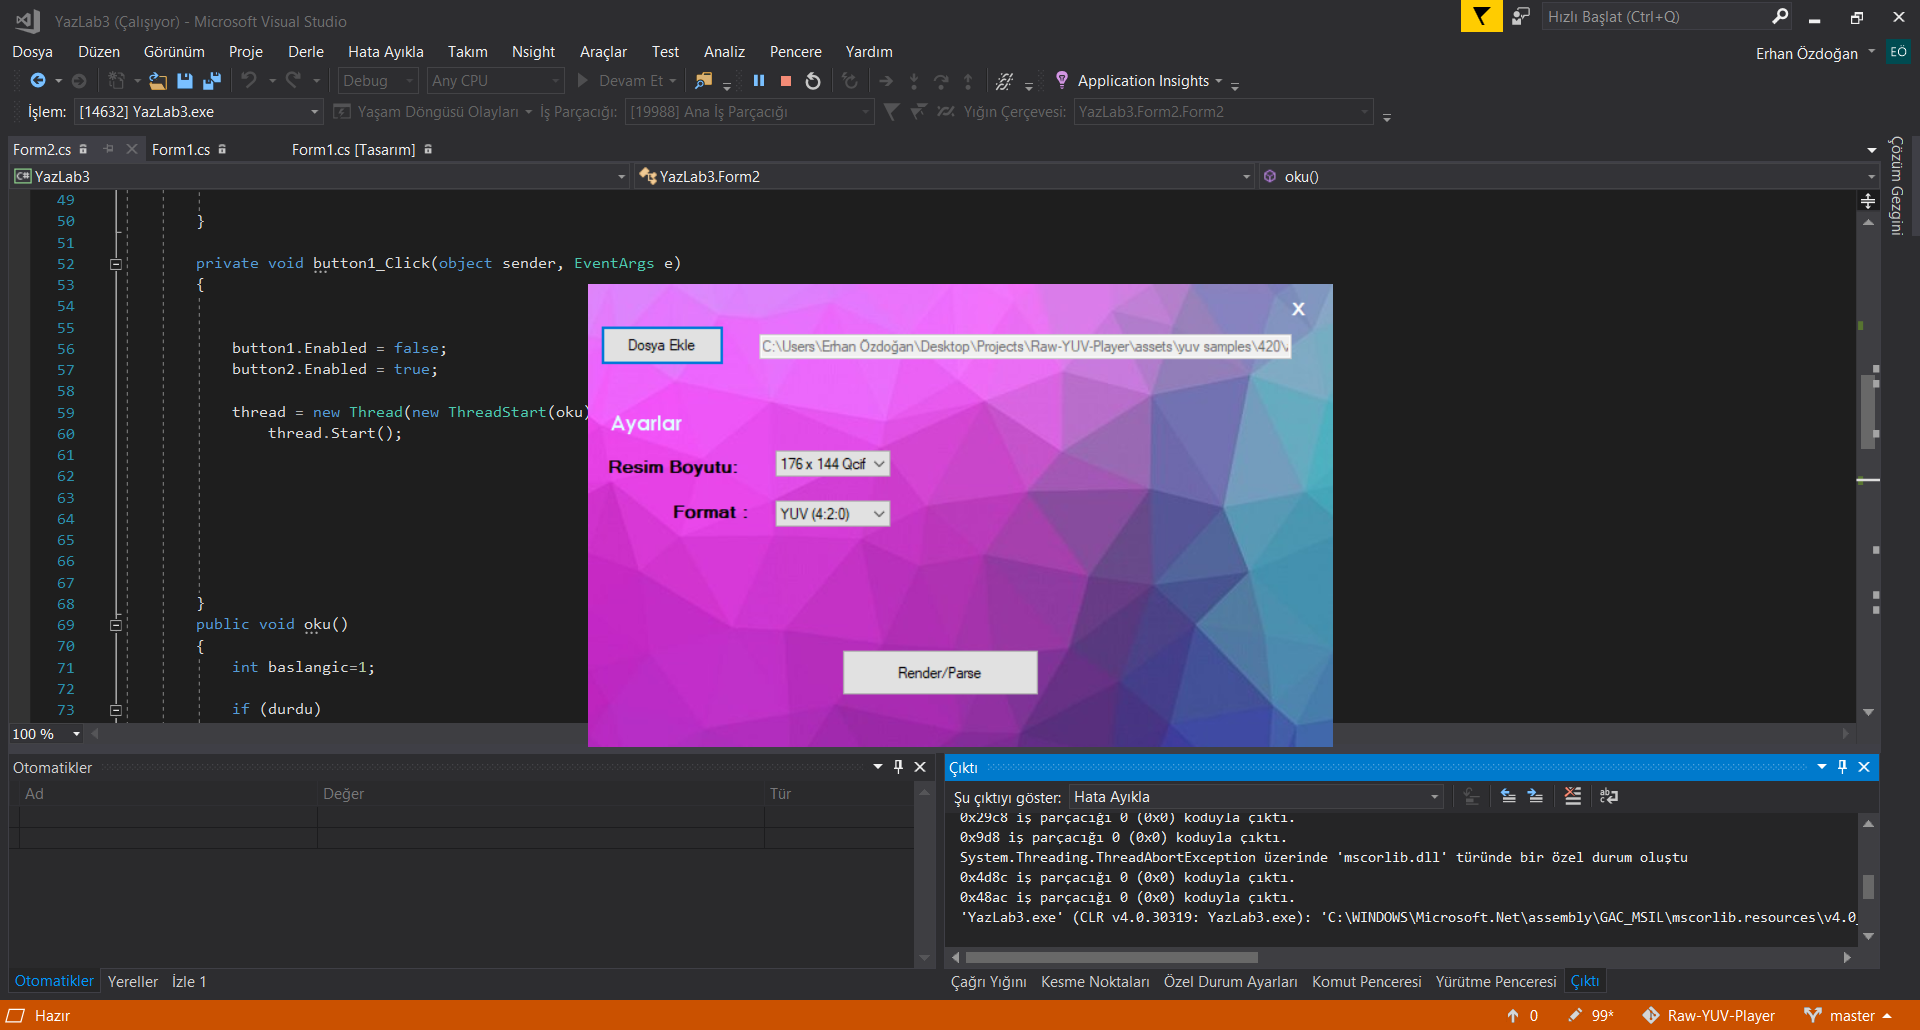 YazLab3 (Çalışıyor) - Microsoft Visual Studio
Hızlı Başlat (Ctrl+Q)
Dosya Düzen Görünüm Proje Derle Hata Ayıkla Takım Nsight Araçlar Test Analiz Pencere Yardım
Erhan Özdoğan EÖ
Debug Any CPU Devam Et Application Insights
İşlem: [14632] YazLab3.exe Yaşam Döngüsü Olayları İş Parçacığı: [19988] Ana İş Parçacığı Yığın Çerçevesi: YazLab3.Form2.Form2
Form2.cs Form1.cs Form1.cs [Tasarım]
Çözüm Gezgini
C# YazLab3 YazLab3.Form2 oku()
49
50 }
51
52 private void button1_Click(object sender, EventArgs e)
53 {
54
55
56 button1.Enabled = false;
57 button2.Enabled = true;
58
59 thread = new Thread(new ThreadStart(oku)
60 thread.Start();
61
62
63
64
65
66
67
68 }
69 public void oku()
70 {
71 int baslangic=1;
72
73 if (durdu)
X
Dosya Ekle C:\Users\Erhan Özdoğan\Desktop\Projects\Raw-YUV-Player\assets\yuv samples\420\
Ayarlar
Resim Boyutu: 176 x 144 Qcif
Format : YUV (4:2:0)
Render/Parse
100 %
Otomatikler
Ad Değer Tür
Otomatikler Yereller İzle 1
Çıktı
Şu çıktıyı göster: Hata Ayıkla
0x29c8 iş parçacığı 0 (0x0) koduyla çıktı.
0x9d8 iş parçacığı 0 (0x0) koduyla çıktı.
System.Threading.ThreadAbortException üzerinde 'mscorlib.dll' türünde bir özel durum oluştu
0x4d8c iş parçacığı 0 (0x0) koduyla çıktı.
0x48ac iş parçacığı 0 (0x0) koduyla çıktı.
'YazLab3.exe' (CLR v4.0.30319: YazLab3.exe): 'C:\WINDOWS\Microsoft.Net\assembly\GAC_MSIL\mscorlib.resources\v4.0_
Çağrı Yığını Kesme Noktaları Özel Durum Ayarları Komut Penceresi Yürütme Penceresi Çıktı
Hazır 0 99* Raw-YUV-Player master